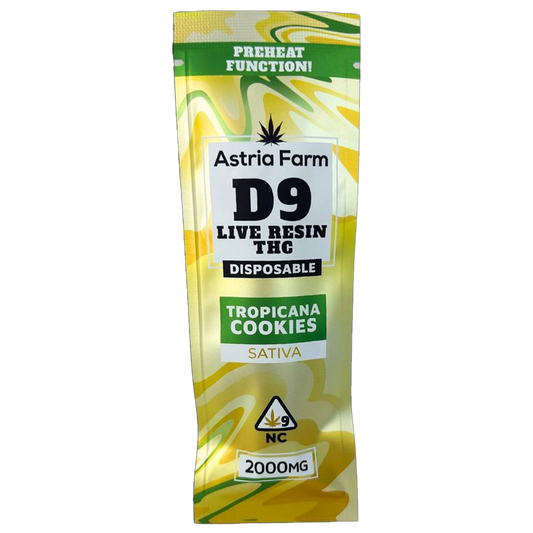 PREHEAT
FUNCTION!
Astria Farm
D9
LIVE RESIN
THC
DISPOSABLE
TROPICANA
COOKIES
SATIVA
9
NC
2000MG